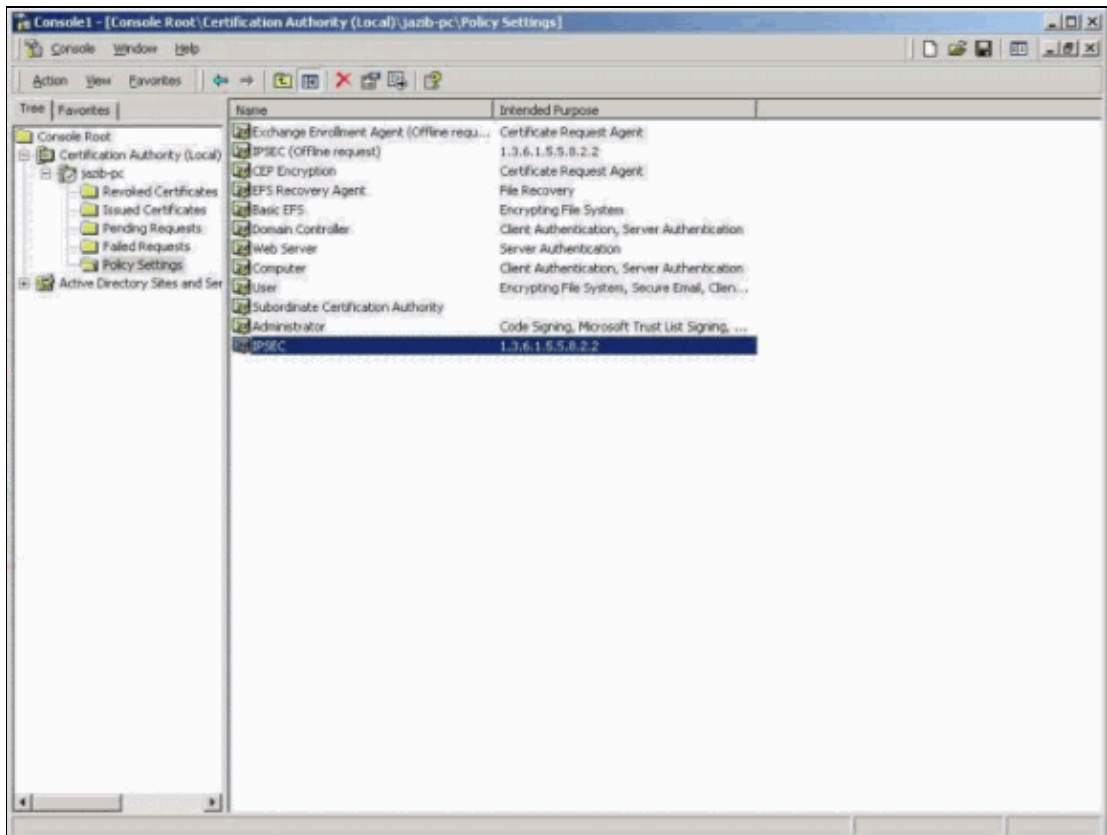 Console1 - [Console Root\Certification Authority (Local)\jazib-pc\Policy Settings]
Console Window Help
Action View Favorites
Tree Favorites
Name Intended Purpose
Console Root
Certification Authority (Local)
jazib-pc
Revoked Certificates
Issued Certificates
Pending Requests
Failed Requests
Policy Settings
Active Directory Sites and Ser
Exchange Enrollment Agent (Offline requ... Certificate Request Agent
IPSEC (Offline request) 1.3.6.1.5.5.8.2.2
CEP Encryption Certificate Request Agent
EFS Recovery Agent File Recovery
Basic EFS Encrypting File System
Domain Controller Client Authentication, Server Authentication
Web Server Server Authentication
Computer Client Authentication, Server Authentication
User Encrypting File System, Secure Email, Clien...
Subordinate Certification Authority
Administrator Code Signing, Microsoft Trust List Signing, ...
IPSEC 1.3.6.1.5.5.8.2.2